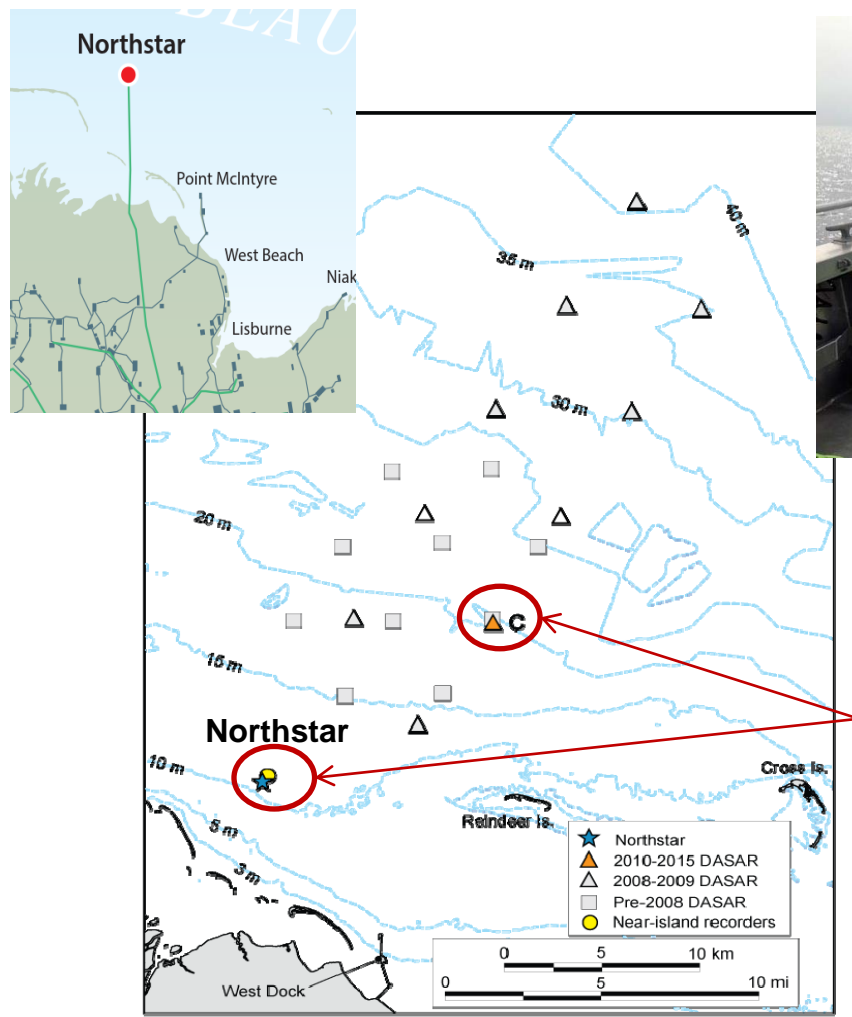 BEAU
Northstar
Point McIntyre
West Beach
Niak
Lisburne
40 m
35 m
30 m
20 m
C
15 m
Northstar
10 m
Cross Is.
Reindeer Is.
5 m
3 m
Northstar
2010-2015 DASAR
2008-2009 DASAR
Pre-2008 DASAR
Near-island recorders
0 5 10 km
0 5 10 mi
West Dock